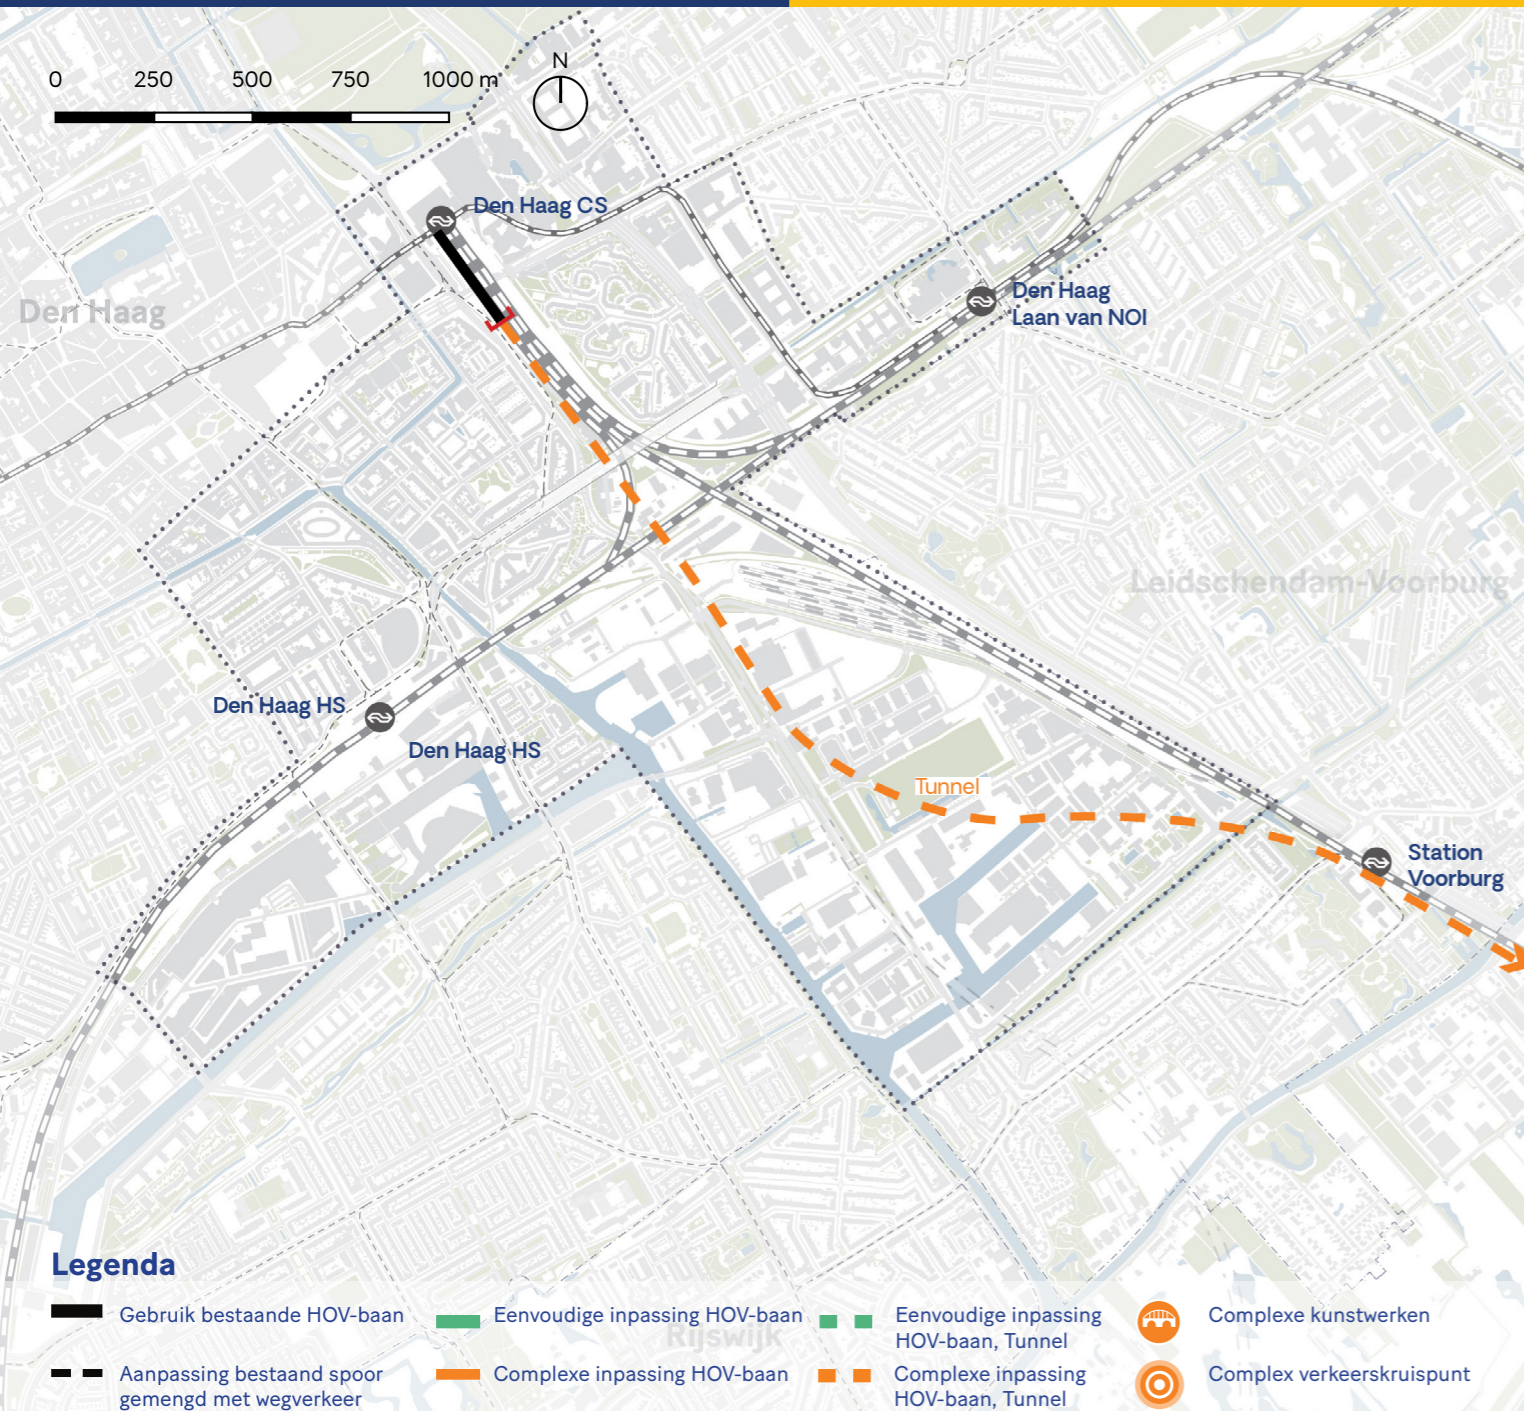 0 250 500 750 1000 m
N
Den Haag CS
Den Haag
Den Haag
Laan van NOI
Leidschendam-Voorburg
Den Haag HS
Den Haag HS
Tunnel
Station
Voorburg
Legenda
Gebruik bestaande HOV-baan
Aanpassing bestaand spoor
gemengd met wegverkeer
Eenvoudige inpassing HOV-baan
Rijswijk
Complexe inpassing HOV-baan
Eenvoudige inpassing
HOV-baan, Tunnel
Complexe inpassing
HOV-baan, Tunnel
Complexe kunstwerken
Complex verkeerskruispunt